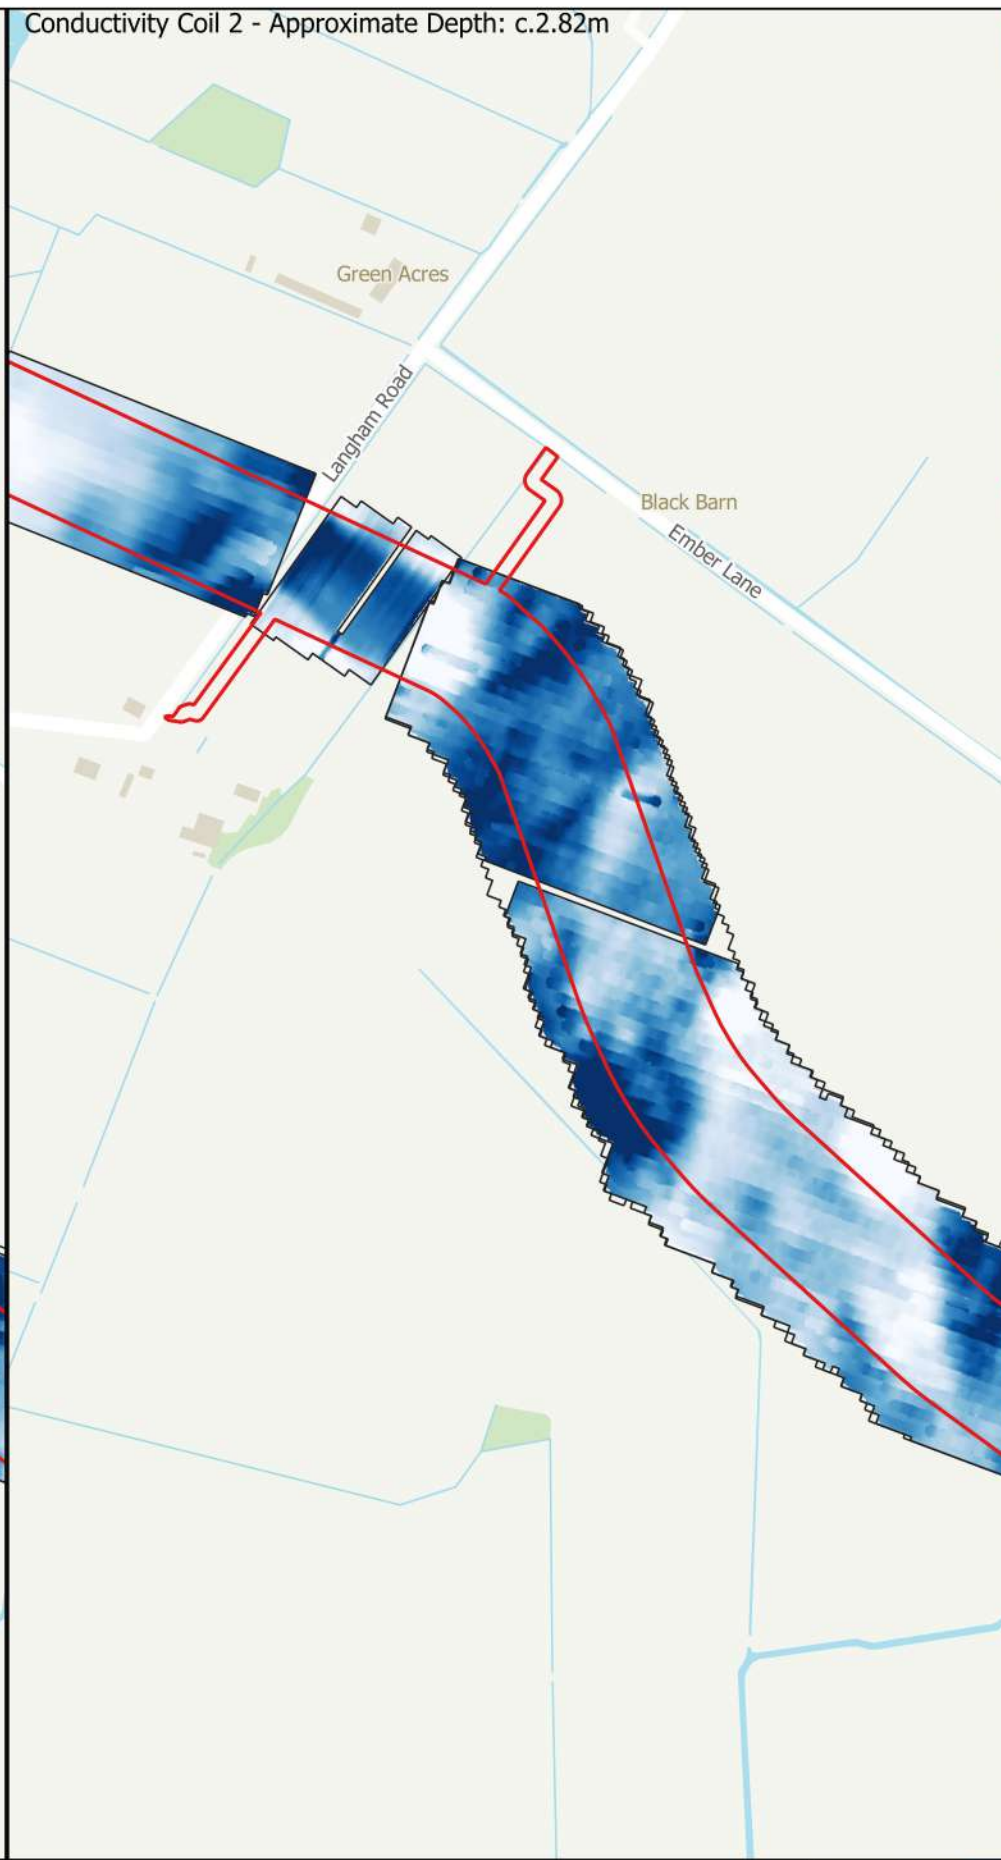 Conductivity Coil 2 - Approximate Depth: c.2.82m
Green Acres
Langham Road
Black Barn
Ember Lane